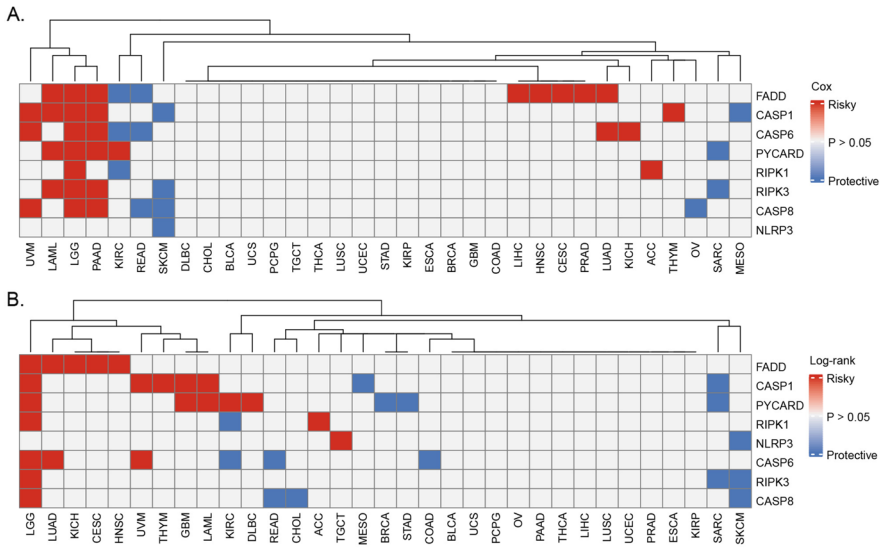 A.
FADD
CASP1
CASP6
PYCARD
RIPK1
RIPK3
CASP8
NLRP3
UVM LAML LGG PAAD KIRC READ SKCM DLBC CHOL BLCA UCS PCPG TGCT THCA LUSC UCEC STAD KIRP ESCA BRCA GBM COAD LIHC HNSC CESC PRAD LUAD KICH ACC THYM OV SARC MESO
Cox
Risky
P > 0.05
Protective
B.
FADD
CASP1
PYCARD
RIPK1
NLRP3
CASP6
RIPK3
CASP8
LGG LUAD KICH CESC HNSC UVM THYM GBM LAML KIRC DLBC READ CHOL ACC TGCT MESO BRCA STAD COAD BLCA UCS PCPG OV PAAD THCA LIHC LUSC UCEC PRAD ESCA KIRP SARC SKCM
Log-rank
Risky
P > 0.05
Protective